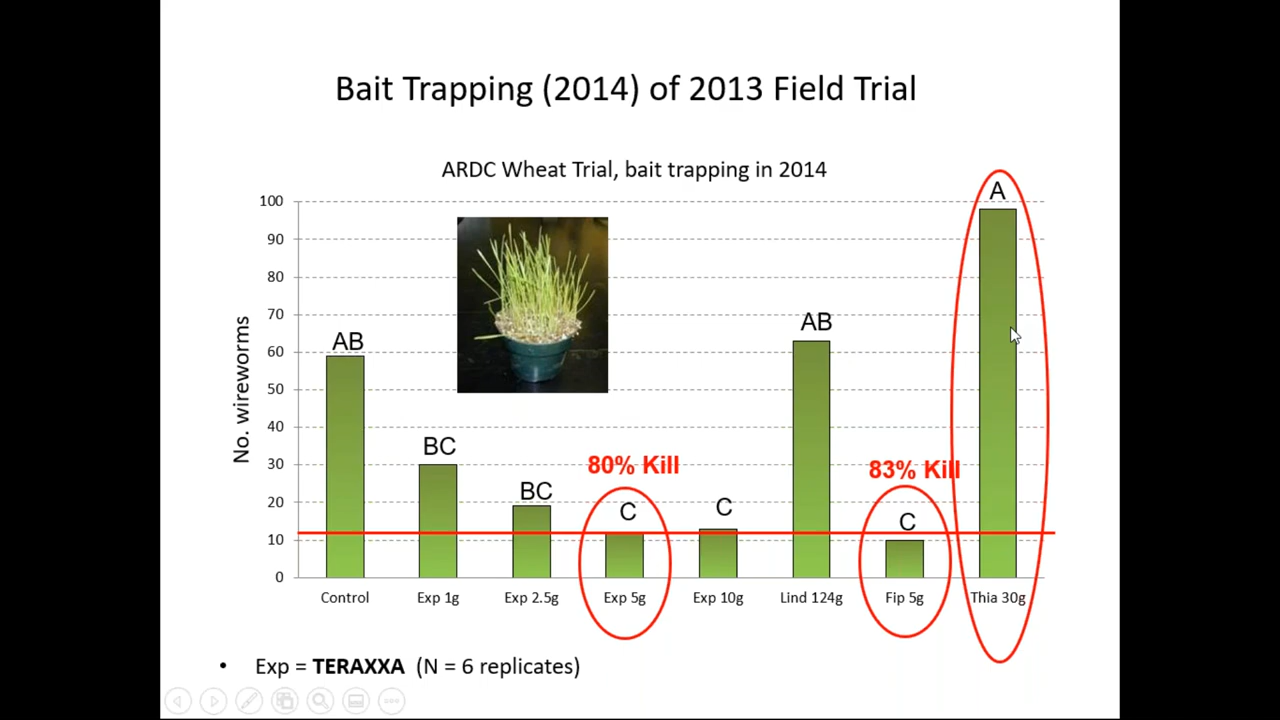 Bait Trapping (2014) of 2013 Field Trial
ARDC Wheat Trial, bait trapping in 2014
No. wireworms
100
90
80
70
60
50
40
30
20
10
0
AB
BC
BC
80% Kill
C
C
AB
83% Kill
C
A
Control Exp 1g Exp 2.5g Exp 5g Exp 10g Lind 124g Fip 5g Thia 30g
• Exp = TERAXXA (N = 6 replicates)